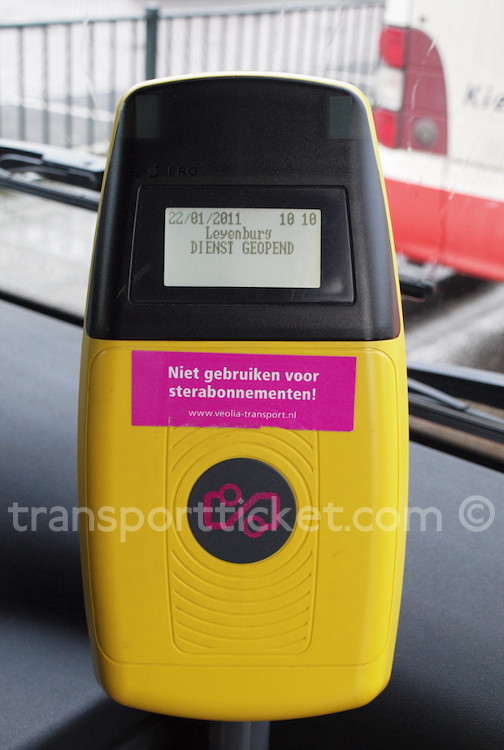 Kid
ERG
22/01/2011 10 10
Leyenburg
DIENST GEOPEND
Niet gebruiken voor
sterabonnementen!
www.veolia-transport.nl
transportticket.com ©